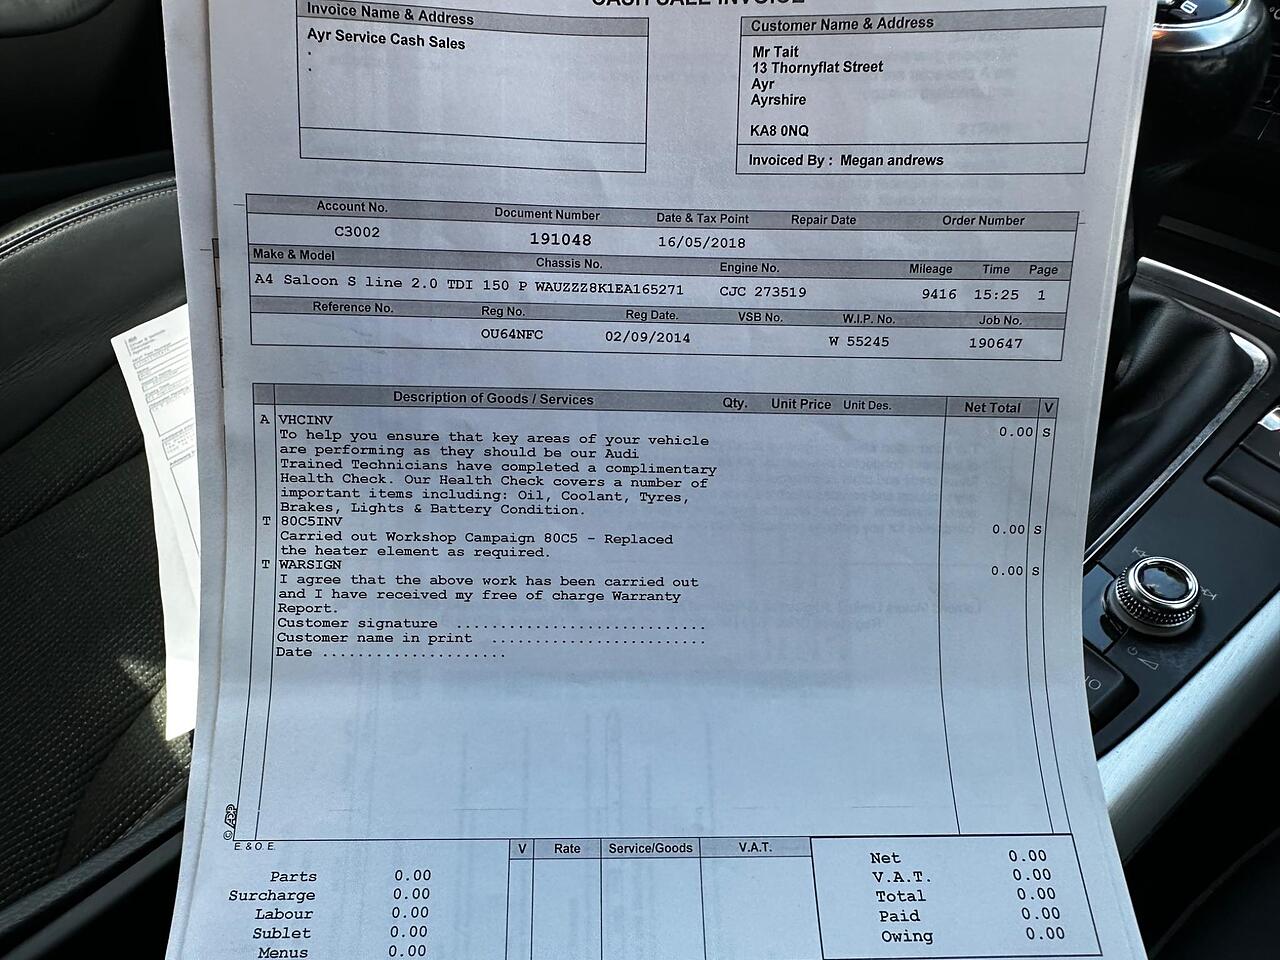 CASH SALE INVOICE
Invoice Name & Address
Ayr Service Cash Sales
.
.
Customer Name & Address
Mr Tait
13 Thornyflat Street
Ayr
Ayrshire
KA8 0NQ
Invoiced By : Megan andrews
Account No. Document Number Date & Tax Point Repair Date Order Number
C3002 191048 16/05/2018
Make & Model Chassis No. Engine No. Mileage Time Page
A4 Saloon S line 2.0 TDI 150 P WAUZZZ8K1EA165271 CJC 273519 9416 15:25 1
Reference No. Reg No. Reg Date. VSB No. W.I.P. No. Job No.
OU64NFC 02/09/2014 W 55245 190647
Description of Goods / Services Qty. Unit Price Unit Des. Net Total V
A VHCINV 0.00 S
To help you ensure that key areas of your vehicle
are performing as they should be our Audi
Trained Technicians have completed a complimentary
Health Check. Our Health Check covers a number of
important items including: Oil, Coolant, Tyres,
Brakes, Lights & Battery Condition.
T 80C5INV 0.00 S
Carried out Workshop Campaign 80C5 - Replaced
the heater element as required.
T WARSIGN 0.00 S
I agree that the above work has been carried out
and I have received my free of charge Warranty
Report.
Customer signature ............................
Customer name in print ........................
Date .....................
© ADP
E. & O. E.
V Rate Service/Goods V.A.T.
Parts 0.00
Surcharge 0.00
Labour 0.00
Sublet 0.00
Menus 0.00
Net 0.00
V.A.T. 0.00
Total 0.00
Paid 0.00
Owing 0.00